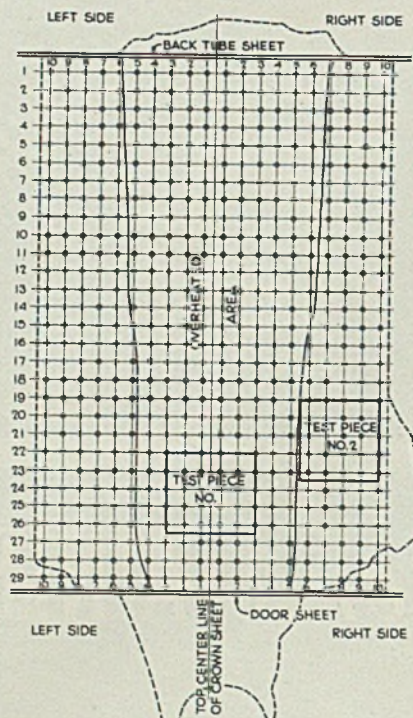 LEFT SIDE
RIGHT SIDE
BACK TUBE SHEET
10 9 8 7 6 5 4 3 2 1 1 2 3 4 5 6 7 8 9 10
1
2
3
4
5
6
7
8
9
10
11
12
13
14
15
16
17
18
19
20
21
22
23
24
25
26
27
28
29
OVERHEATED
AREA
TEST PIECE
NO. 2
TEST PIECE
NO.
DOOR SHEET
LEFT SIDE
RIGHT SIDE
TOP CENTER LINE
OF CROWN SHEET